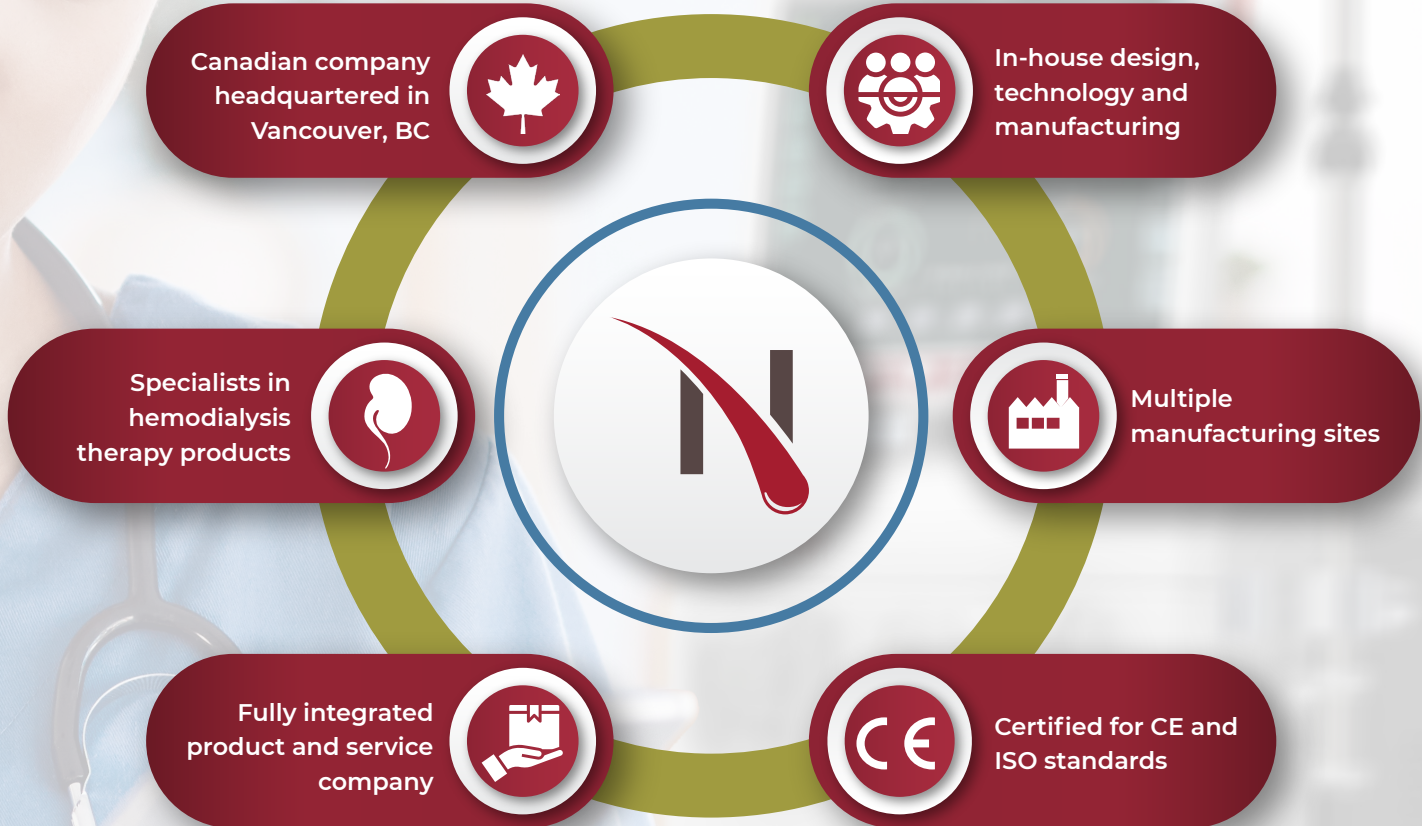 Canadian company
headquartered in
Vancouver, BC
In-house design,
technology and
manufacturing
Specialists in
hemodialysis
therapy products
N
Multiple
manufacturing sites
Fully integrated
product and service
company
CE
Certified for CE and
ISO standards